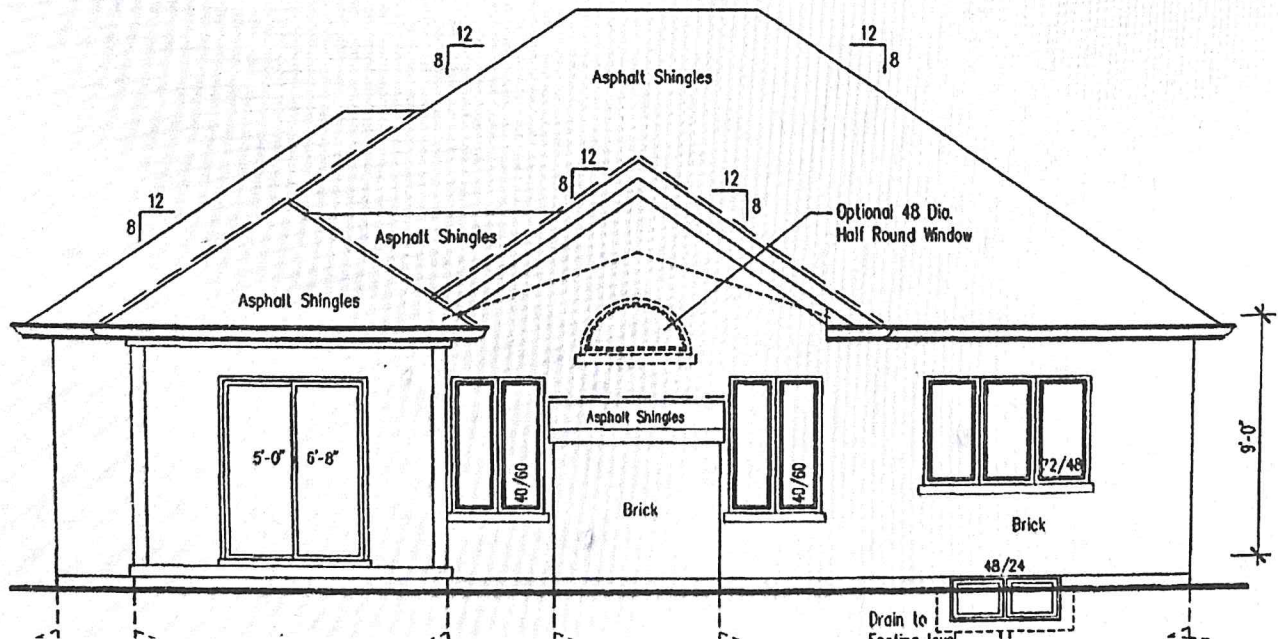 12
8
12
8
Asphalt Shingles
12
8
12
8
12
8
Optional 48 Dia.
Half Round Window
Asphalt Shingles
Asphalt Shingles
Asphalt Shingles
5'-0" 6'-8"
40/60
40/60
72/48
Brick
Brick
9'-0"
48/24
Drain to
Footing level